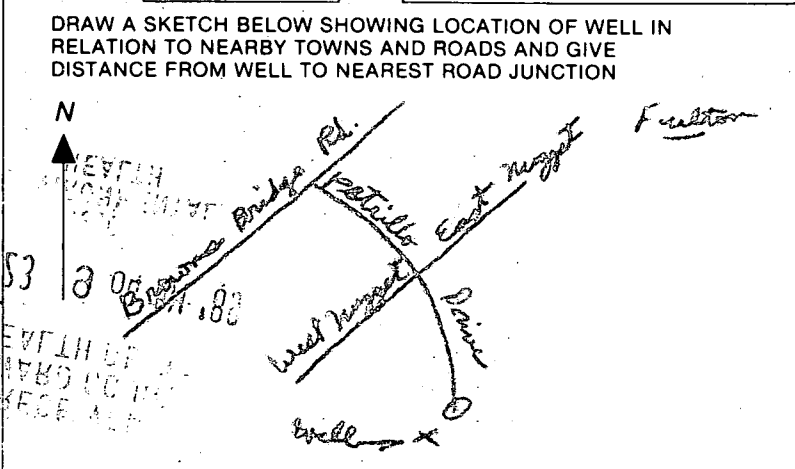 DRAW A SKETCH BELOW SHOWING LOCATION OF WELL IN
RELATION TO NEARBY TOWNS AND ROADS AND GIVE
DISTANCE FROM WELL TO NEAREST ROAD JUNCTION
N
Fulton
Browns Bridge Rd.
Petrillo Drive
East Nugget
West Nugget
HEALTH
Well